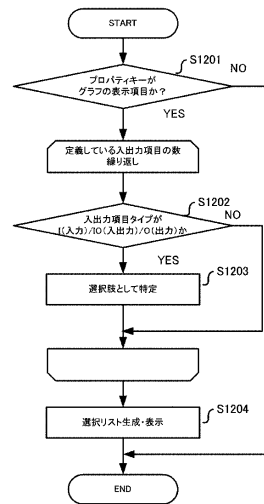 START
S1201
プロパティキーが
グラフの表示項目か?
NO
YES
定義している入出力項目の数
繰り返し
S1202
入出力項目タイプが
I(入力)/IO(入出力)/O(出力)か
NO
YES
S1203
選択肢として特定
S1204
選択リスト生成・表示
END